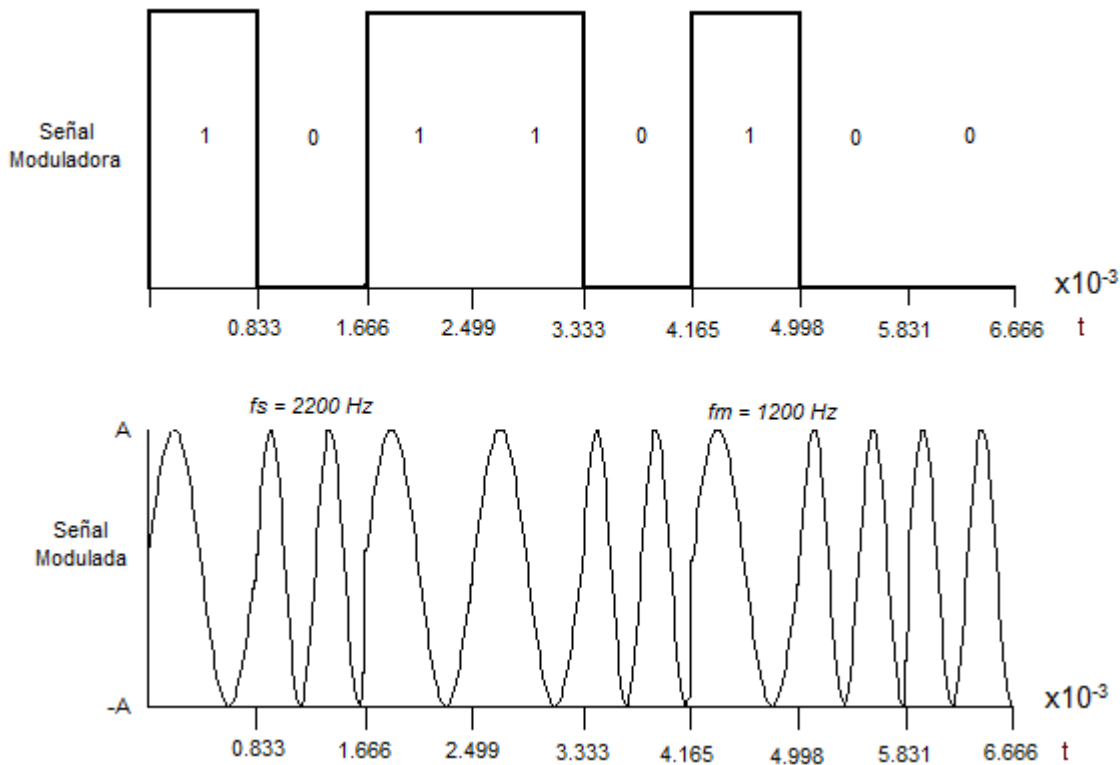 Señal
Moduladora
1 0 1 1 0 1 0 0
x10-3
0.833 1.666 2.499 3.333 4.165 4.998 5.831 6.666 t
fs = 2200 Hz fm = 1200 Hz
A
Señal
Modulada
-A
x10-3
0.833 1.666 2.499 3.333 4.165 4.998 5.831 6.666 t